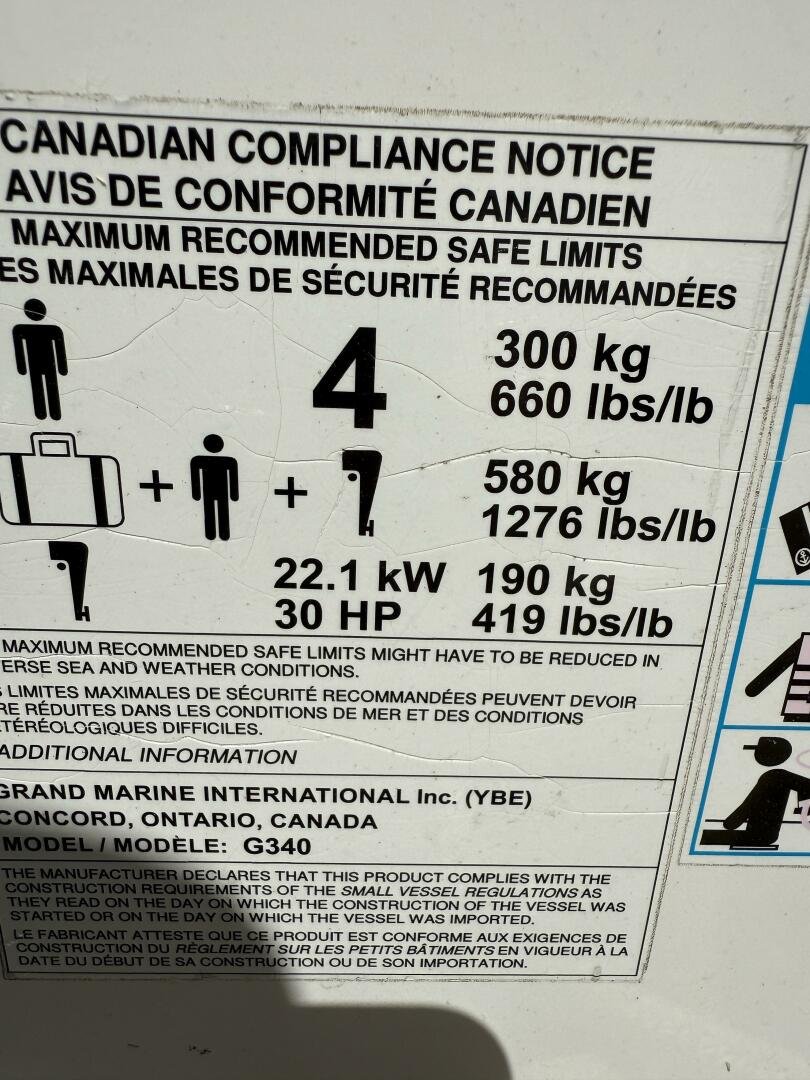 CANADIAN COMPLIANCE NOTICE
AVIS DE CONFORMITÉ CANADIEN
MAXIMUM RECOMMENDED SAFE LIMITS
ES MAXIMALES DE SÉCURITÉ RECOMMANDÉES
4 300 kg
660 lbs/lb
+ + 580 kg
1276 lbs/lb
22.1 kW 190 kg
30 HP 419 lbs/lb
MAXIMUM RECOMMENDED SAFE LIMITS MIGHT HAVE TO BE REDUCED IN
ERSE SEA AND WEATHER CONDITIONS.
S LIMITES MAXIMALES DE SÉCURITÉ RECOMMANDÉES PEUVENT DEVOIR
RE RÉDUITES DANS LES CONDITIONS DE MER ET DES CONDITIONS
TÉRÉOLOGIQUES DIFFICILES.
ADDITIONAL INFORMATION
GRAND MARINE INTERNATIONAL Inc. (YBE)
CONCORD, ONTARIO, CANADA
MODEL / MODÈLE: G340
THE MANUFACTURER DECLARES THAT THIS PRODUCT COMPLIES WITH THE
CONSTRUCTION REQUIREMENTS OF THE SMALL VESSEL REGULATIONS AS
THEY READ ON THE DAY ON WHICH THE CONSTRUCTION OF THE VESSEL WAS
STARTED OR ON THE DAY ON WHICH THE VESSEL WAS IMPORTED.
LE FABRICANT ATTESTE QUE CE PRODUIT EST CONFORME AUX EXIGENCES DE
CONSTRUCTION DU RÈGLEMENT SUR LES PETITS BÂTIMENTS EN VIGUEUR À LA
DATE DU DÉBUT DE SA CONSTRUCTION OU DE SON IMPORTATION.